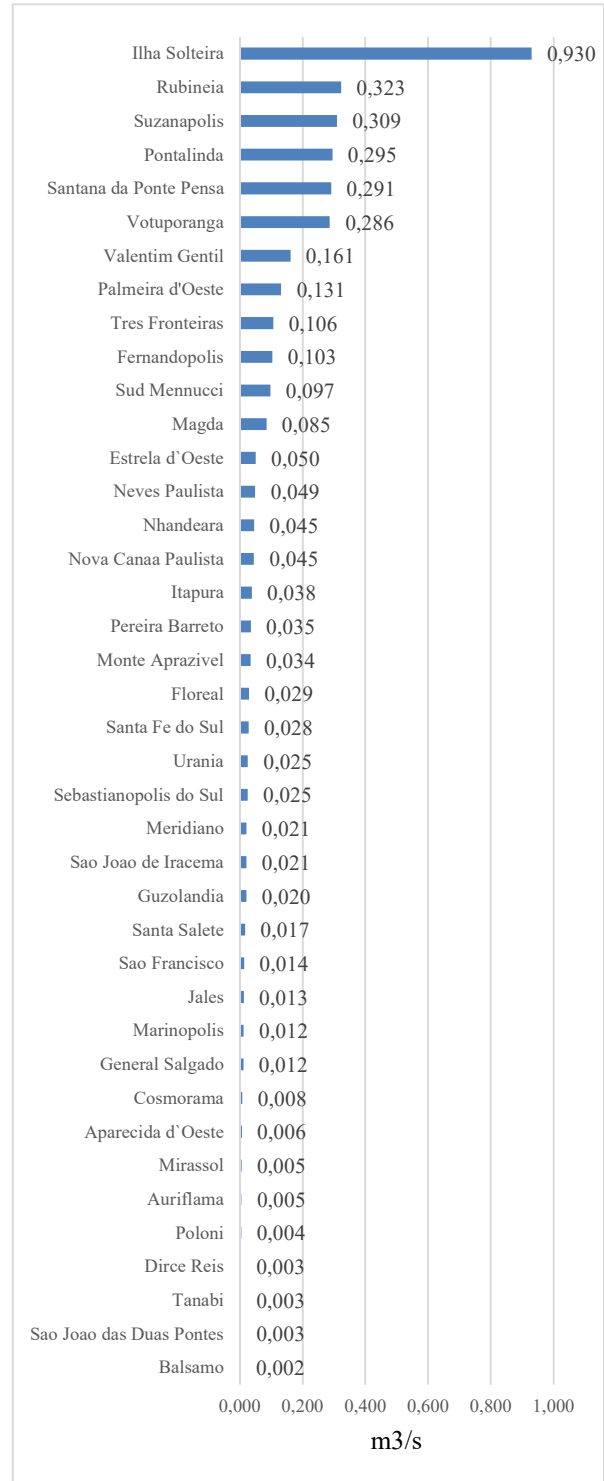 Ilha Solteira 0,930
Rubineia 0,323
Suzanapolis 0,309
Pontalinda 0,295
Santana da Ponte Pensa 0,291
Votuporanga 0,286
Valentim Gentil 0,161
Palmeira d'Oeste 0,131
Tres Fronteiras 0,106
Fernandopolis 0,103
Sud Mennucci 0,097
Magda 0,085
Estrela d`Oeste 0,050
Neves Paulista 0,049
Nhandeara 0,045
Nova Canaa Paulista 0,045
Itapura 0,038
Pereira Barreto 0,035
Monte Aprazivel 0,034
Floreal 0,029
Santa Fe do Sul 0,028
Urania 0,025
Sebastianopolis do Sul 0,025
Meridiano 0,021
Sao Joao de Iracema 0,021
Guzolandia 0,020
Santa Salete 0,017
Sao Francisco 0,014
Jales 0,013
Marinopolis 0,012
General Salgado 0,012
Cosmorama 0,008
Aparecida d`Oeste 0,006
Mirassol 0,005
Auriflama 0,005
Poloni 0,004
Dirce Reis 0,003
Tanabi 0,003
Sao Joao das Duas Pontes 0,003
Balsamo 0,002
0,000 0,200 0,400 0,600 0,800 1,000
m3/s